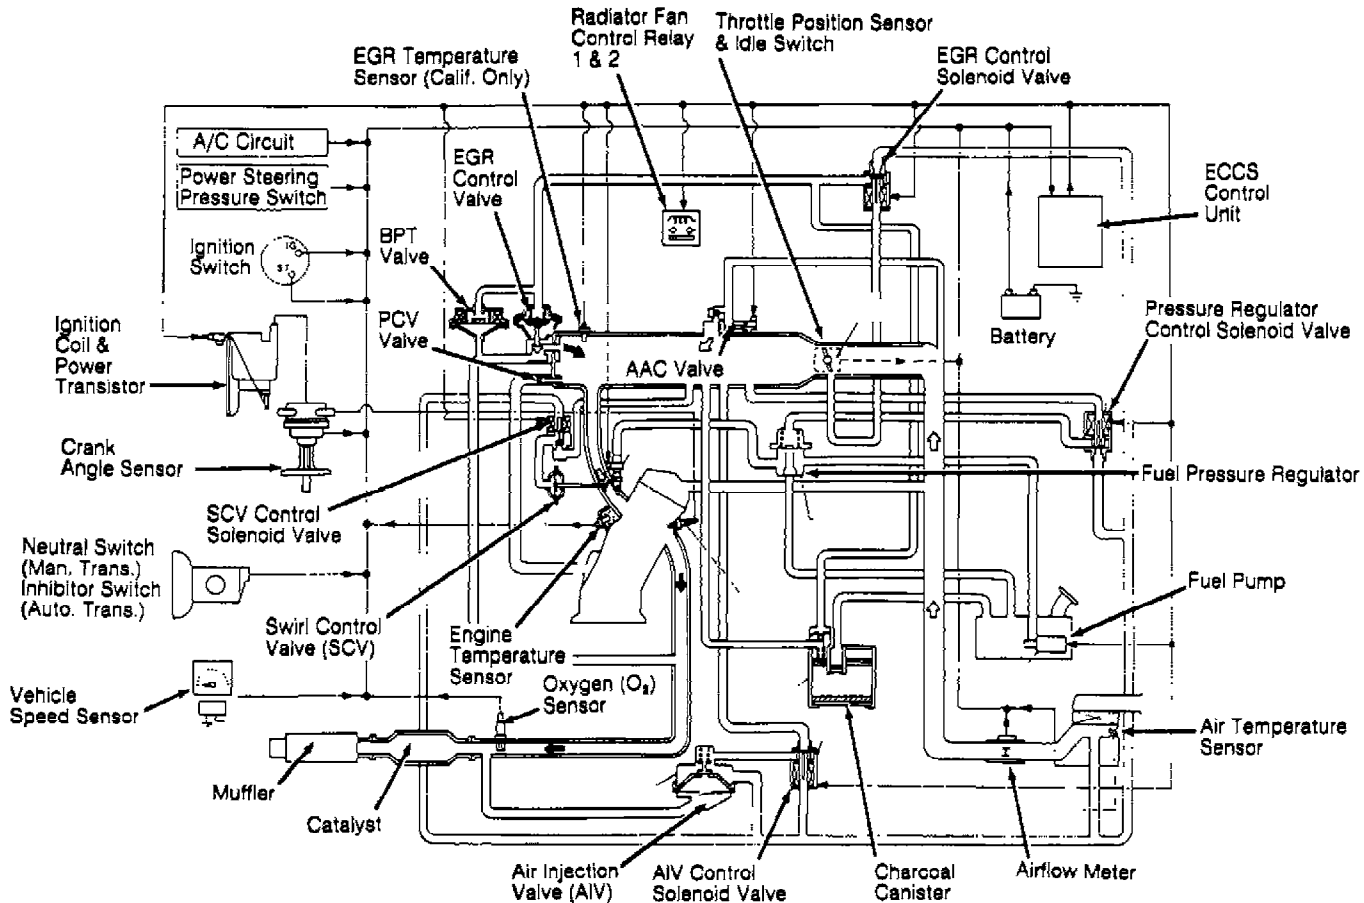 Radiator Fan
Control Relay
1 & 2
Throttle Position Sensor
& Idle Switch
EGR Temperature
Sensor (Calif. Only)
EGR Control
Solenoid Valve
A/C Circuit
Power Steering
Pressure Switch
EGR
Control
Valve
ECCS
Control
Unit
Ignition
Switch
IG
ST
BPT
Valve
Battery
Pressure Regulator
Control Solenoid Valve
Ignition
Coil &
Power
Transistor
PCV
Valve
AAC Valve
Crank
Angle Sensor
Fuel Pressure Regulator
SCV Control
Solenoid Valve
Neutral Switch
(Man. Trans.)
Inhibitor Switch
(Auto. Trans.)
Fuel Pump
Swirl Control
Valve (SCV)
Engine
Temperature
Sensor
Vehicle
Speed Sensor
Oxygen (O₂)
Sensor
Air Temperature
Sensor
Muffler
Catalyst
Air Injection
Valve (AIV)
AIV Control
Solenoid Valve
Charcoal
Canister
Airflow Meter